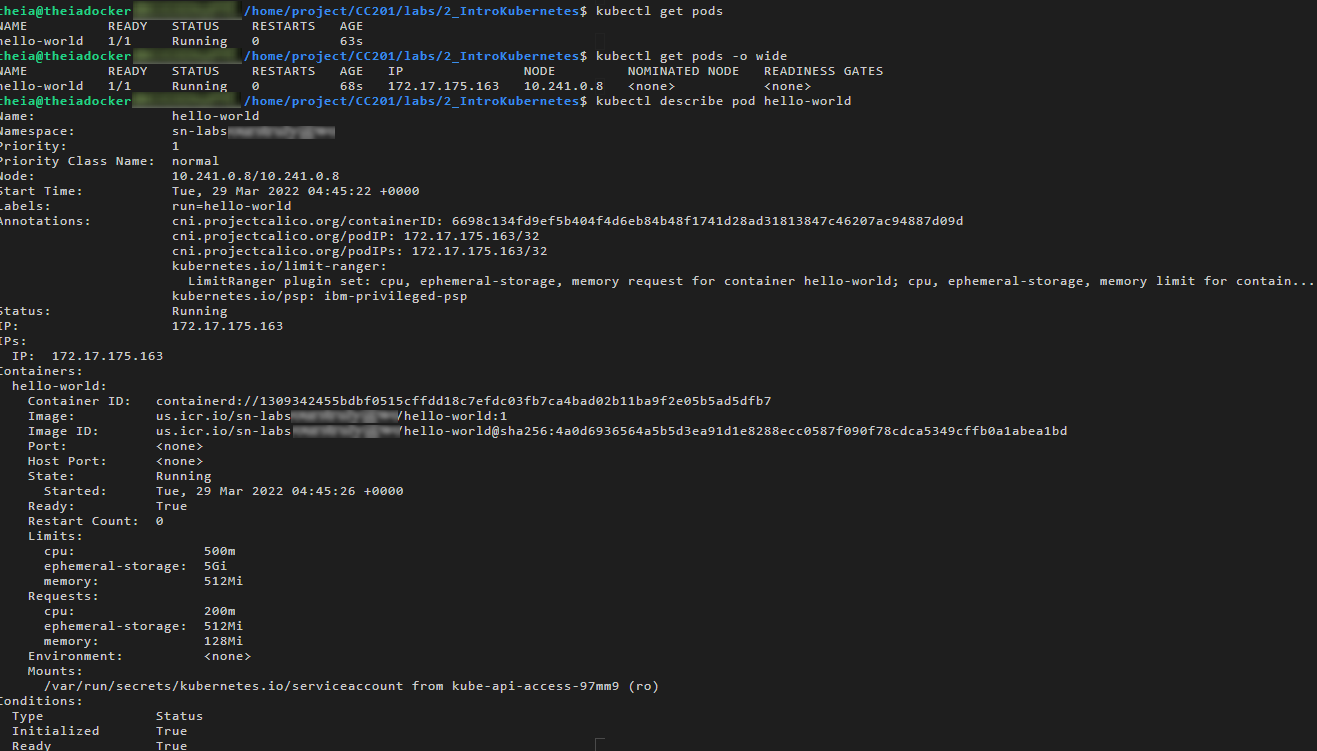 theia@theiadocker /home/project/CC201/labs/2_IntroKubernetes$ kubectl get pods
NAME READY STATUS RESTARTS AGE
hello-world 1/1 Running 0 63s
theia@theiadocker /home/project/CC201/labs/2_IntroKubernetes$ kubectl get pods -o wide
NAME READY STATUS RESTARTS AGE IP NODE NOMINATED NODE READINESS GATES
hello-world 1/1 Running 0 68s 172.17.175.163 10.241.0.8 <none> <none>
theia@theiadocker /home/project/CC201/labs/2_IntroKubernetes$ kubectl describe pod hello-world
Name: hello-world
Namespace: sn-labs
Priority: 1
Priority Class Name: normal
Node: 10.241.0.8/10.241.0.8
Start Time: Tue, 29 Mar 2022 04:45:22 +0000
Labels: run=hello-world
Annotations: cni.projectcalico.org/containerID: 6698c134fd9ef5b404f4d6eb84b48f1741d28ad31813847c46207ac94887d09d
cni.projectcalico.org/podIP: 172.17.175.163/32
cni.projectcalico.org/podIPs: 172.17.175.163/32
kubernetes.io/limit-ranger:
LimitRanger plugin set: cpu, ephemeral-storage, memory request for container hello-world; cpu, ephemeral-storage, memory limit for contain...
kubernetes.io/psp: ibm-privileged-psp
Status: Running
IP: 172.17.175.163
IPs:
IP: 172.17.175.163
Containers:
hello-world:
Container ID: containerd://1309342455bdbf0515cffdd18c7efdc03fb7ca4bad02b11ba9f2e05b5ad5dfb7
Image: us.icr.io/sn-labs /hello-world:1
Image ID: us.icr.io/sn-labs /hello-world@sha256:4a0d6936564a5b5d3ea91d1e8288ecc0587f090f78cdca5349cffb0a1abea1bd
Port: <none>
Host Port: <none>
State: Running
Started: Tue, 29 Mar 2022 04:45:26 +0000
Ready: True
Restart Count: 0
Limits:
cpu: 500m
ephemeral-storage: 5Gi
memory: 512Mi
Requests:
cpu: 200m
ephemeral-storage: 512Mi
memory: 128Mi
Environment: <none>
Mounts:
/var/run/secrets/kubernetes.io/serviceaccount from kube-api-access-97mm9 (ro)
Conditions:
Type Status
Initialized True
Ready True